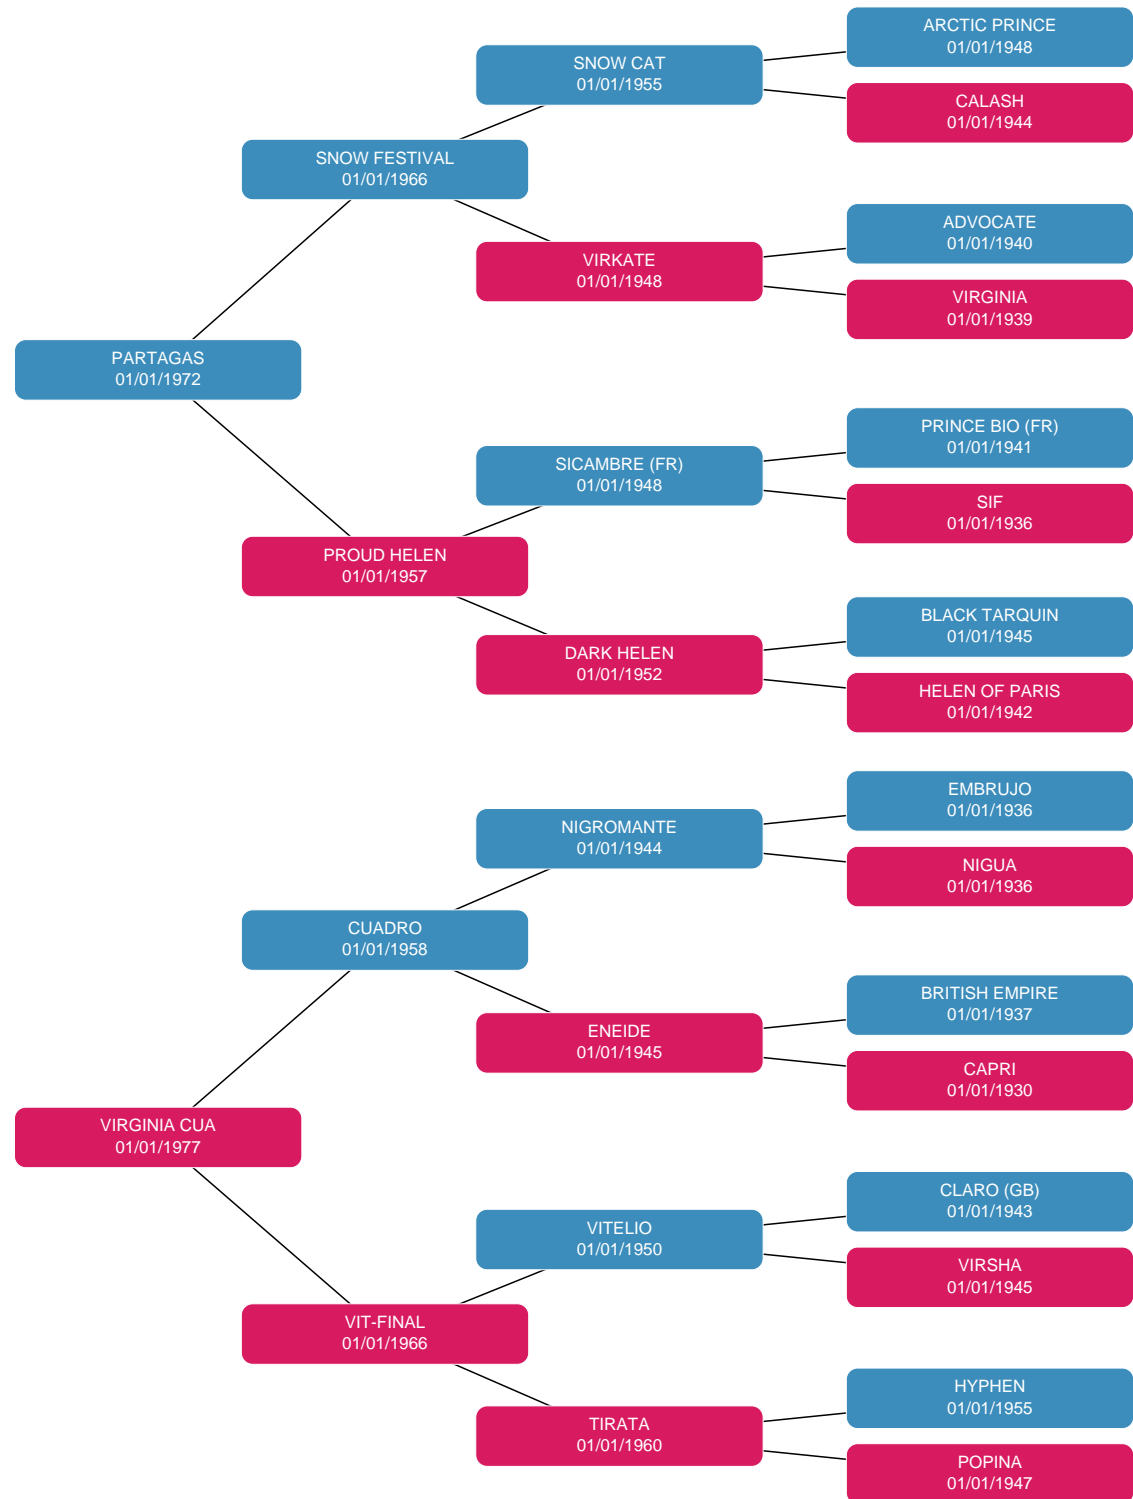 ARCTIC PRINCE
01/01/1948
SNOW CAT
01/01/1955
CALASH
01/01/1944
SNOW FESTIVAL
01/01/1966
ADVOCATE
01/01/1940
VIRKATE
01/01/1948
VIRGINIA
01/01/1939
PARTAGAS
01/01/1972
PRINCE BIO (FR)
01/01/1941
SICAMBRE (FR)
01/01/1948
SIF
01/01/1936
PROUD HELEN
01/01/1957
BLACK TARQUIN
01/01/1945
DARK HELEN
01/01/1952
HELEN OF PARIS
01/01/1942
EMBRUJO
01/01/1936
NIGROMANTE
01/01/1944
NIGUA
01/01/1936
CUADRO
01/01/1958
BRITISH EMPIRE
01/01/1937
ENEIDE
01/01/1945
CAPRI
01/01/1930
VIRGINIA CUA
01/01/1977
CLARO (GB)
01/01/1943
VITELIO
01/01/1950
VIRSHA
01/01/1945
VIT-FINAL
01/01/1966
HYPHEN
01/01/1955
TIRATA
01/01/1960
POPINA
01/01/1947